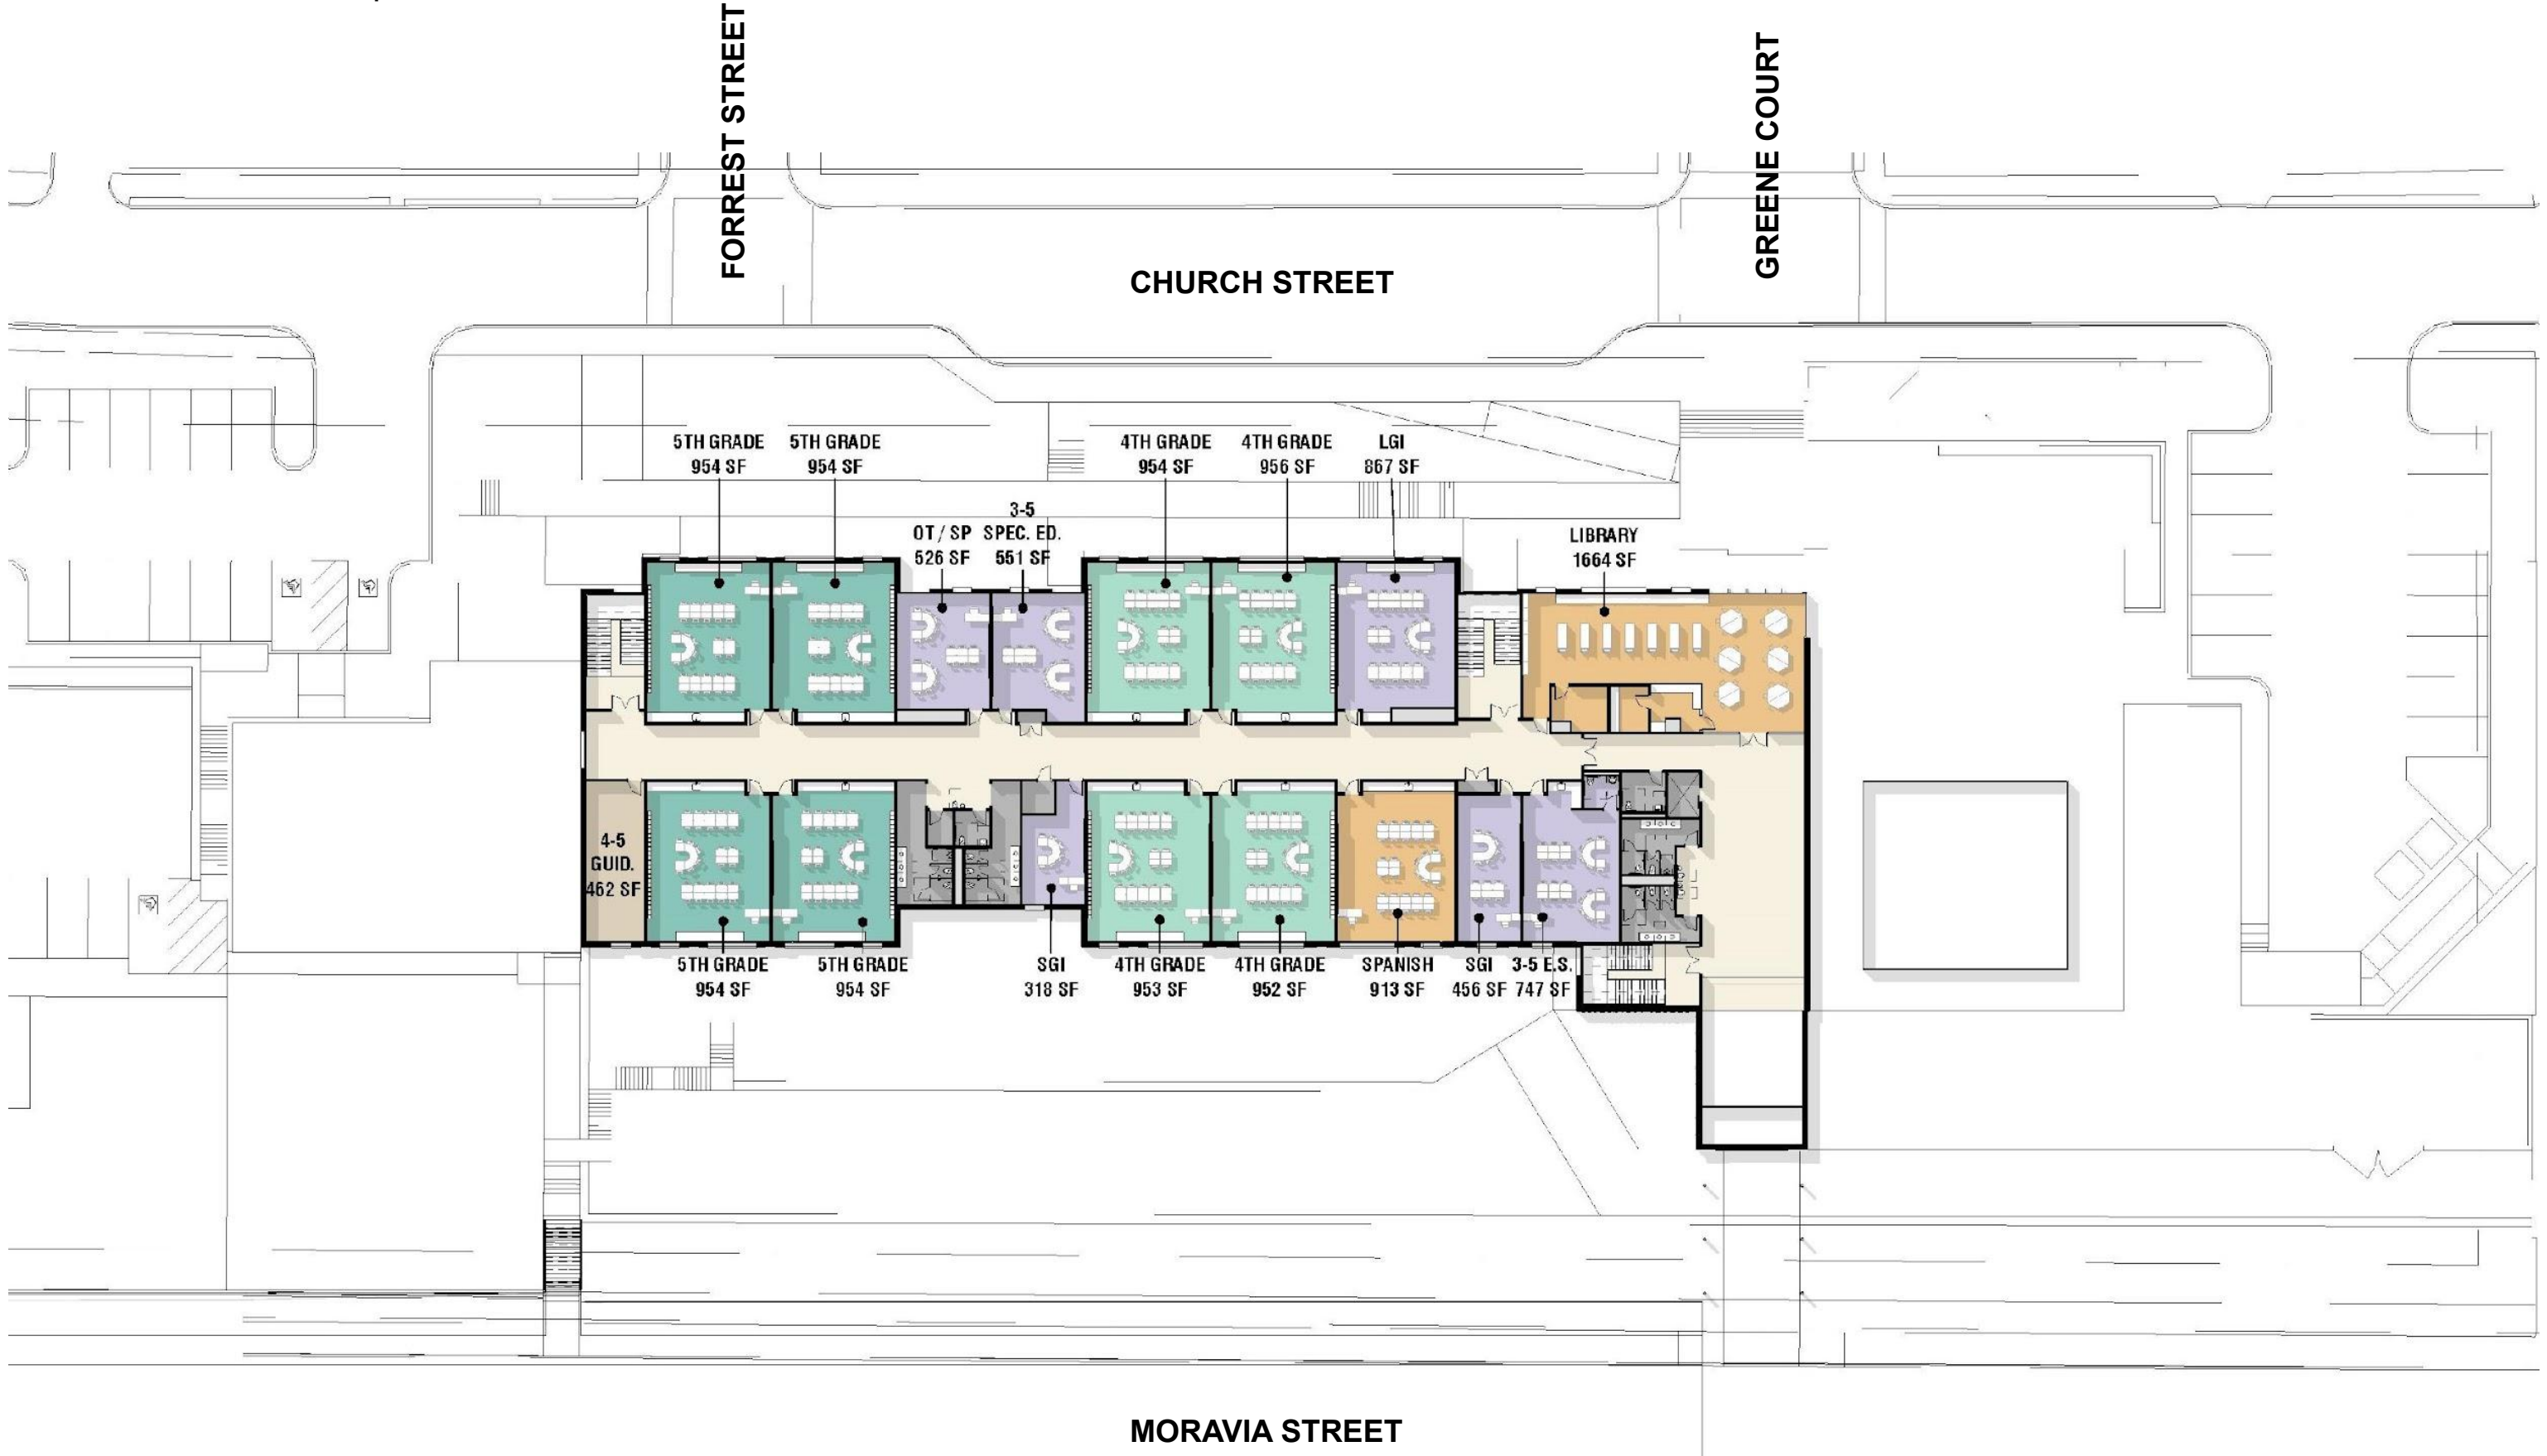 FORREST STREET
GREENE COURT
CHURCH STREET
5TH GRADE
954 SF
5TH GRADE
954 SF
4TH GRADE
954 SF
4TH GRADE
956 SF
LGI
867 SF
OT / SP
526 SF
3-5
SPEC. ED.
551 SF
LIBRARY
1664 SF
4-5
GUID.
462 SF
5TH GRADE
954 SF
5TH GRADE
954 SF
SGI
318 SF
4TH GRADE
953 SF
4TH GRADE
952 SF
SPANISH
913 SF
SGI
456 SF
3-5 E.S.
747 SF
MORAVIA STREET